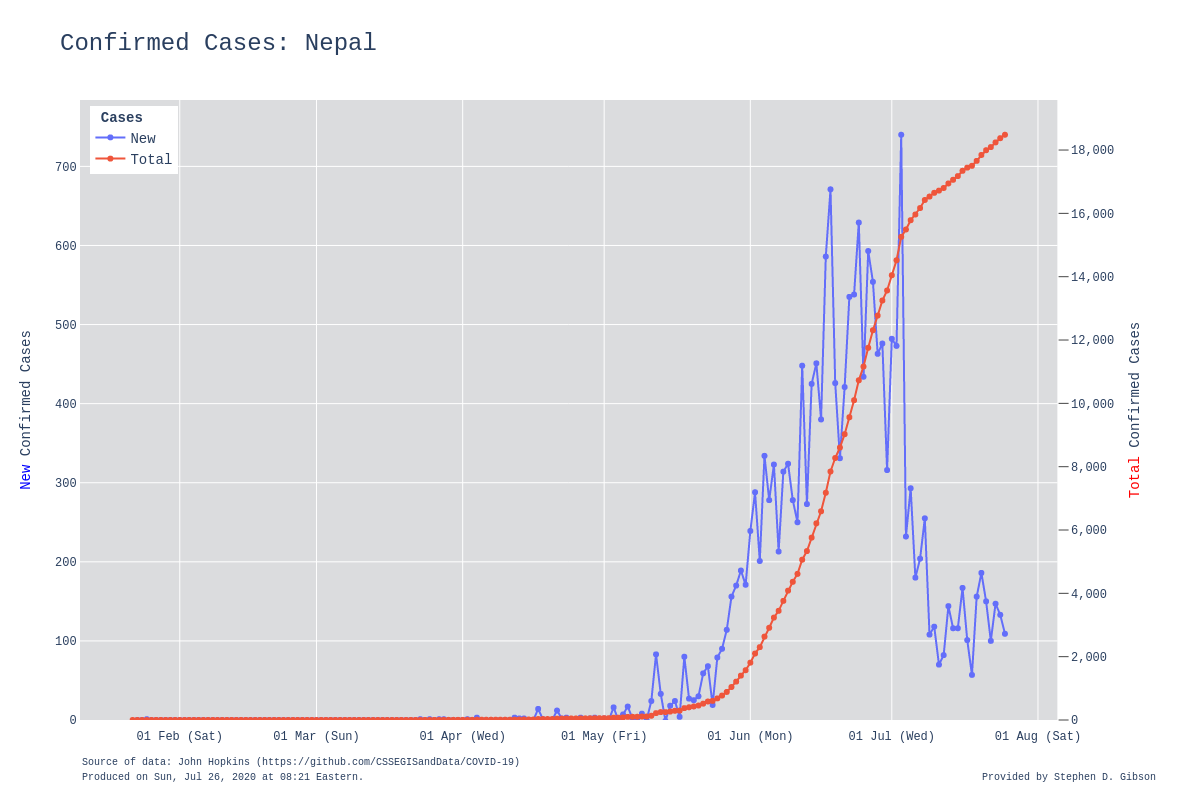 Confirmed Cases: Nepal
Cases
New
Total
700
600
500
400
300
200
100
0
18,000
16,000
14,000
12,000
10,000
8,000
6,000
4,000
2,000
0
New Confirmed Cases
Total Confirmed Cases
01 Feb (Sat)
01 Mar (Sun)
01 Apr (Wed)
01 May (Fri)
01 Jun (Mon)
01 Jul (Wed)
01 Aug (Sat)
Source of data: John Hopkins (https://github.com/CSSEGISandData/COVID-19)
Produced on Sun, Jul 26, 2020 at 08:21 Eastern.
Provided by Stephen D. Gibson